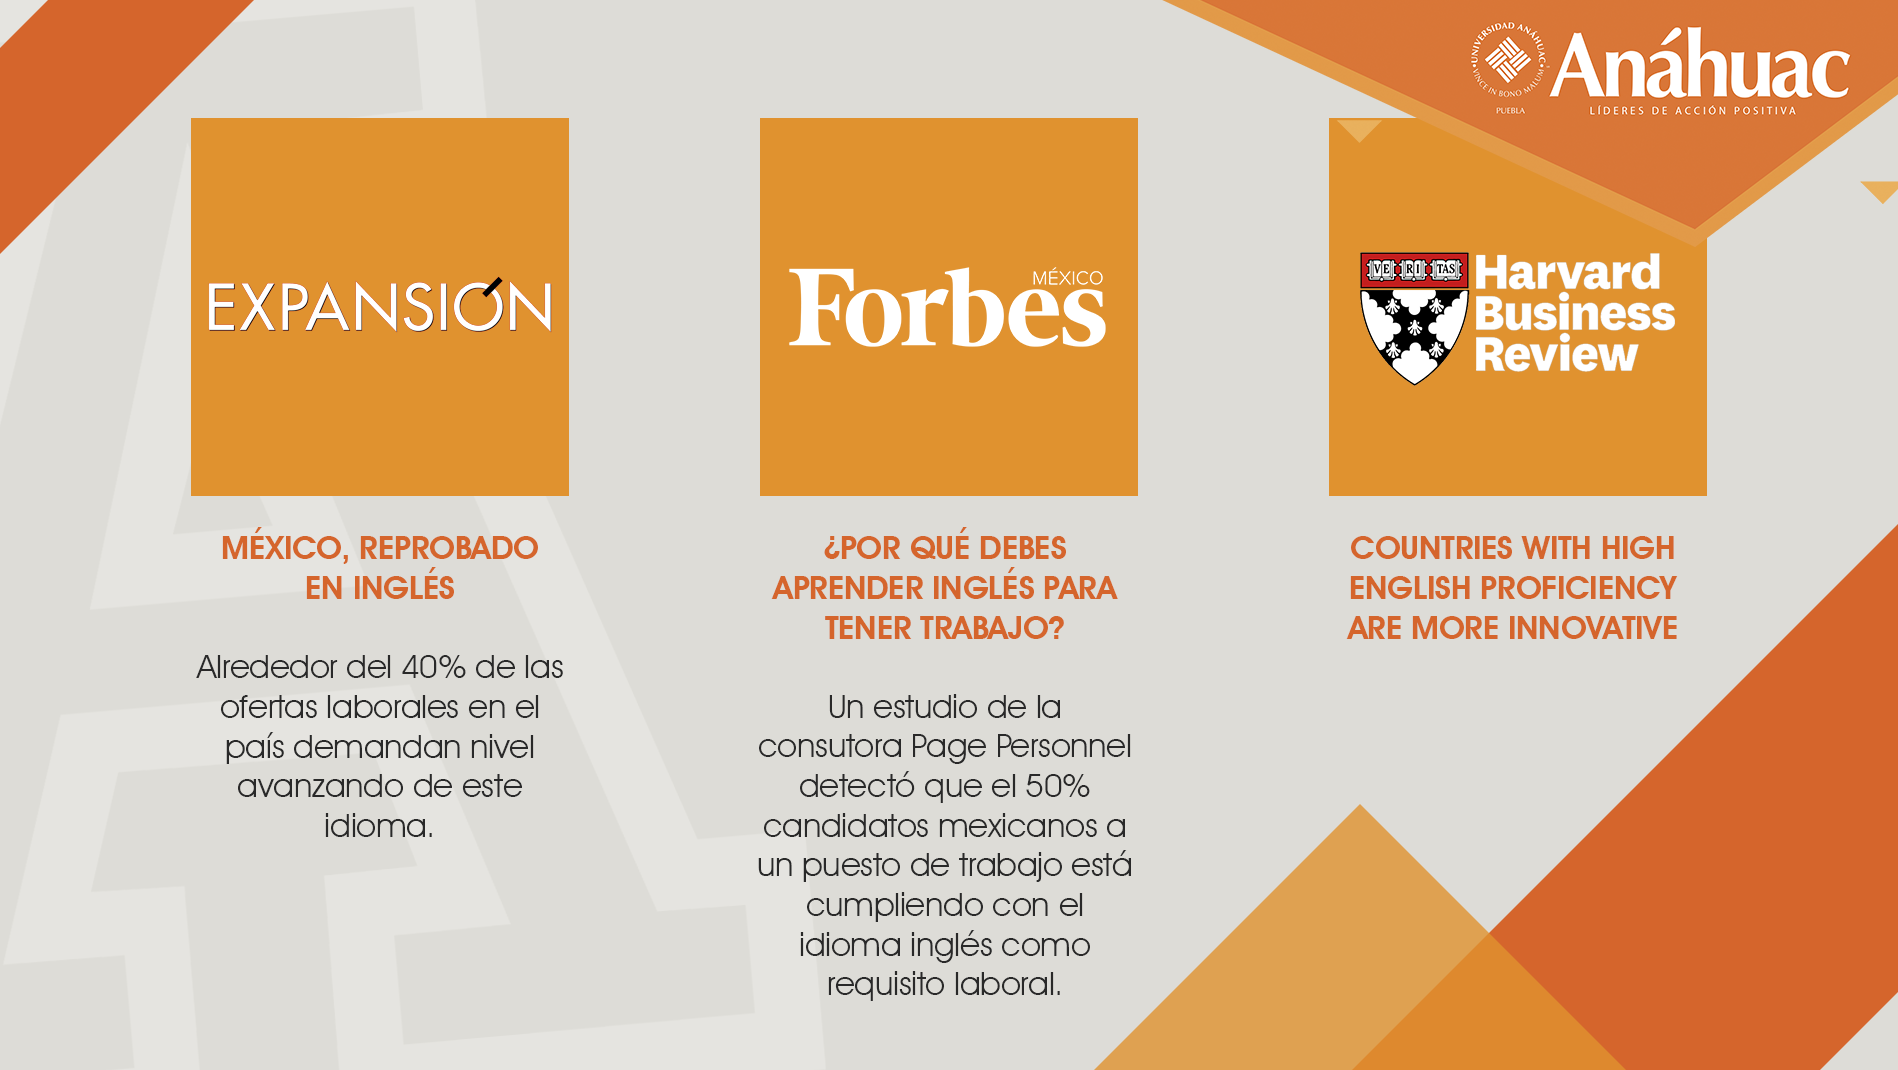 UNIVERSIDAD ANÁHUAC
VINCE IN BONO MALUM
PUEBLA
Anáhuac
LÍDERES DE ACCIÓN POSITIVA
EXPANSIÓN
MÉXICO, REPROBADO
EN INGLÉS
Alrededor del 40% de las
ofertas laborales en el
país demandan nivel
avanzando de este
idioma.
Forbes
MÉXICO
¿POR QUÉ DEBES
APRENDER INGLÉS PARA
TENER TRABAJO?
Un estudio de la
consutora Page Personnel
detectó que el 50%
candidatos mexicanos a
un puesto de trabajo está
cumpliendo con el
idioma inglés como
requisito laboral.
VE RI TAS
Harvard
Business
Review
COUNTRIES WITH HIGH
ENGLISH PROFICIENCY
ARE MORE INNOVATIVE